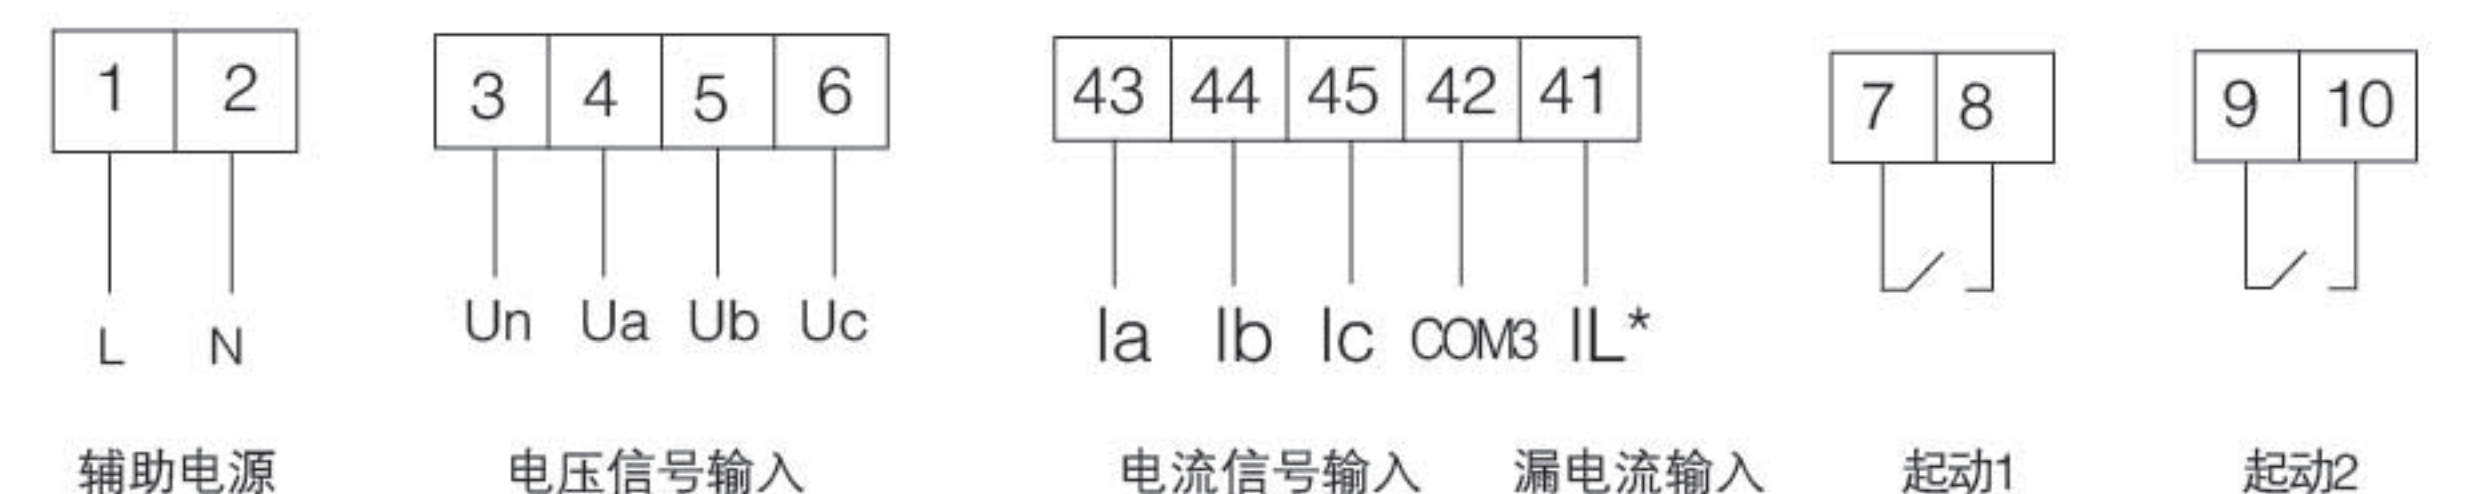 1 2 3 4 5 6 43 44 45 42 41 7 8 9 10
L N Un Ua Ub Uc Ia Ib Ic COM3 IL*
辅助电源 电压信号输入 电流信号输入 漏电流输入 起动1 起动2